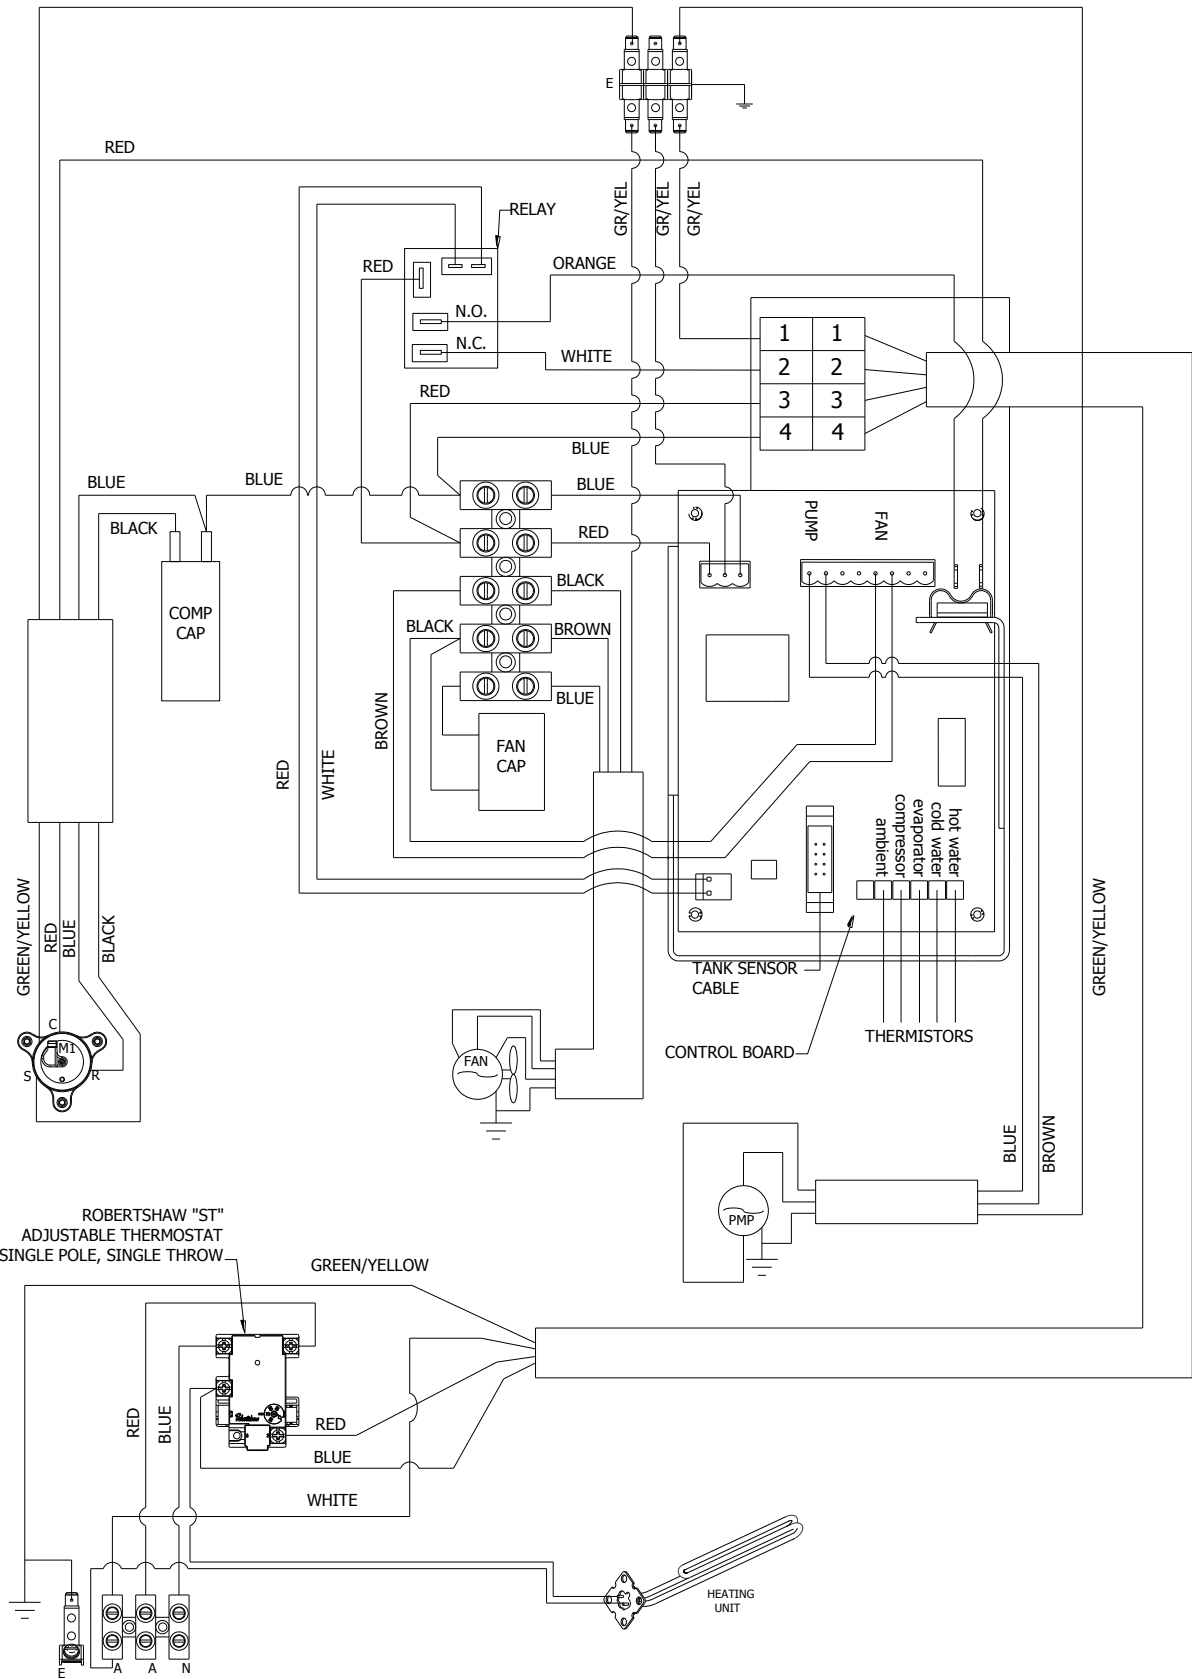 E
RED
GR/YEL
GR/YEL
GR/YEL
RELAY
RED
ORANGE
N.O.
N.C.
WHITE
1 1
2 2
3 3
4 4
RED
BLUE
BLUE
BLUE
BLUE
BLACK
RED
PUMP
FAN
COMP
CAP
BLACK
BLACK
BROWN
BLUE
BROWN
FAN
CAP
RED
WHITE
hot water
cold water
evaporator
compressor
ambient
GREEN/YELLOW
RED
BLUE
BLACK
GREEN/YELLOW
TANK SENSOR
CABLE
THERMISTORS
CONTROL BOARD
C
M1
S
R
FAN
BLUE
BROWN
PMP
ROBERTSHAW "ST"
ADJUSTABLE THERMOSTAT
SINGLE POLE, SINGLE THROW
GREEN/YELLOW
RED
BLUE
RED
BLUE
WHITE
HEATING
UNIT
E
A
A
N